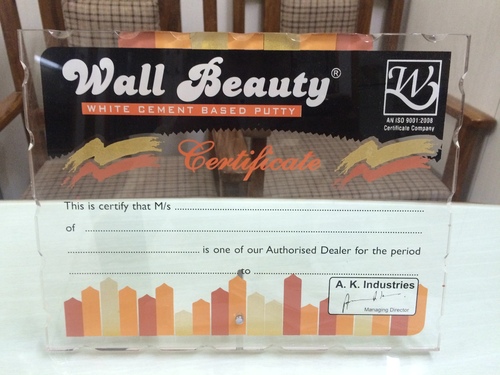 Wall Beauty®
WHITE CEMENT BASED PUTTY
W
AN ISO 9001:2008
Certificate Company
Certificate
This is certify that M/s ..............................................................
of ..............................................................
.......................................... is one of our Authorised Dealer for the period
.......................................... to ..........................................
A. K. Industries
Managing Director